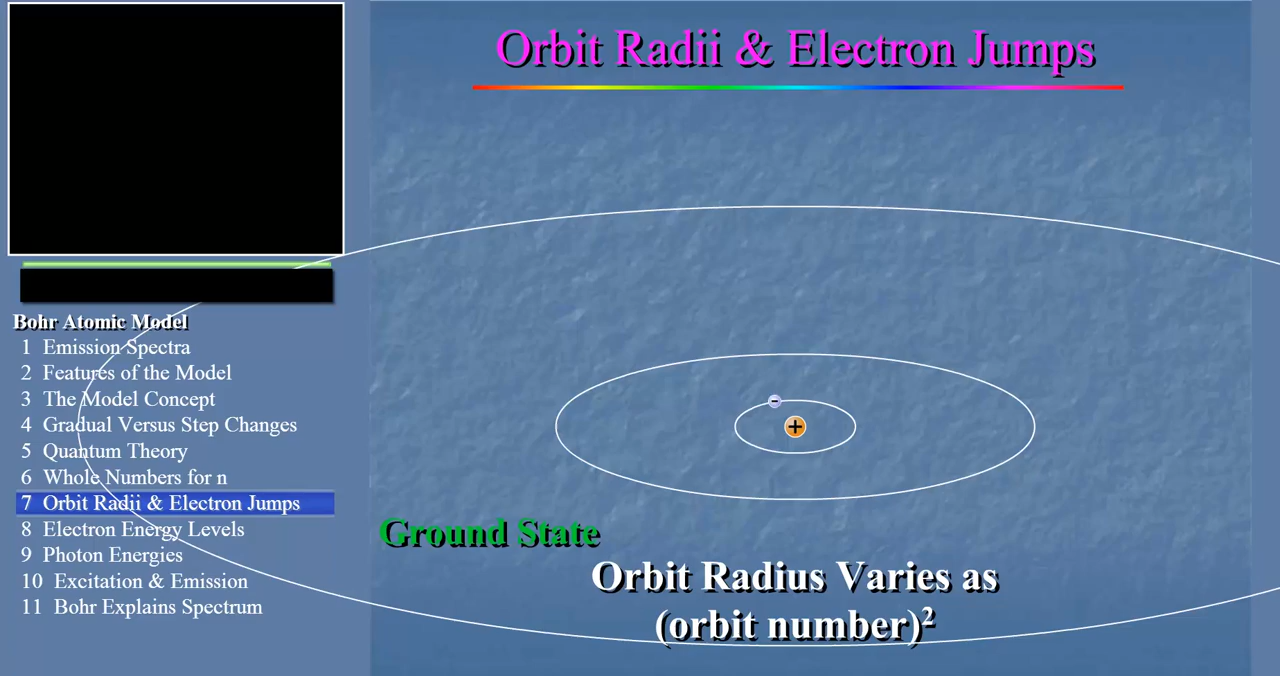 Orbit Radii & Electron Jumps
Bohr Atomic Model
1 Emission Spectra
2 Features of the Model
3 The Model Concept
4 Gradual Versus Step Changes
5 Quantum Theory
6 Whole Numbers for n
7 Orbit Radii & Electron Jumps
8 Electron Energy Levels
9 Photon Energies
10 Excitation & Emission
11 Bohr Explains Spectrum
-
+
Ground State
Orbit Radius Varies as
(orbit number)²